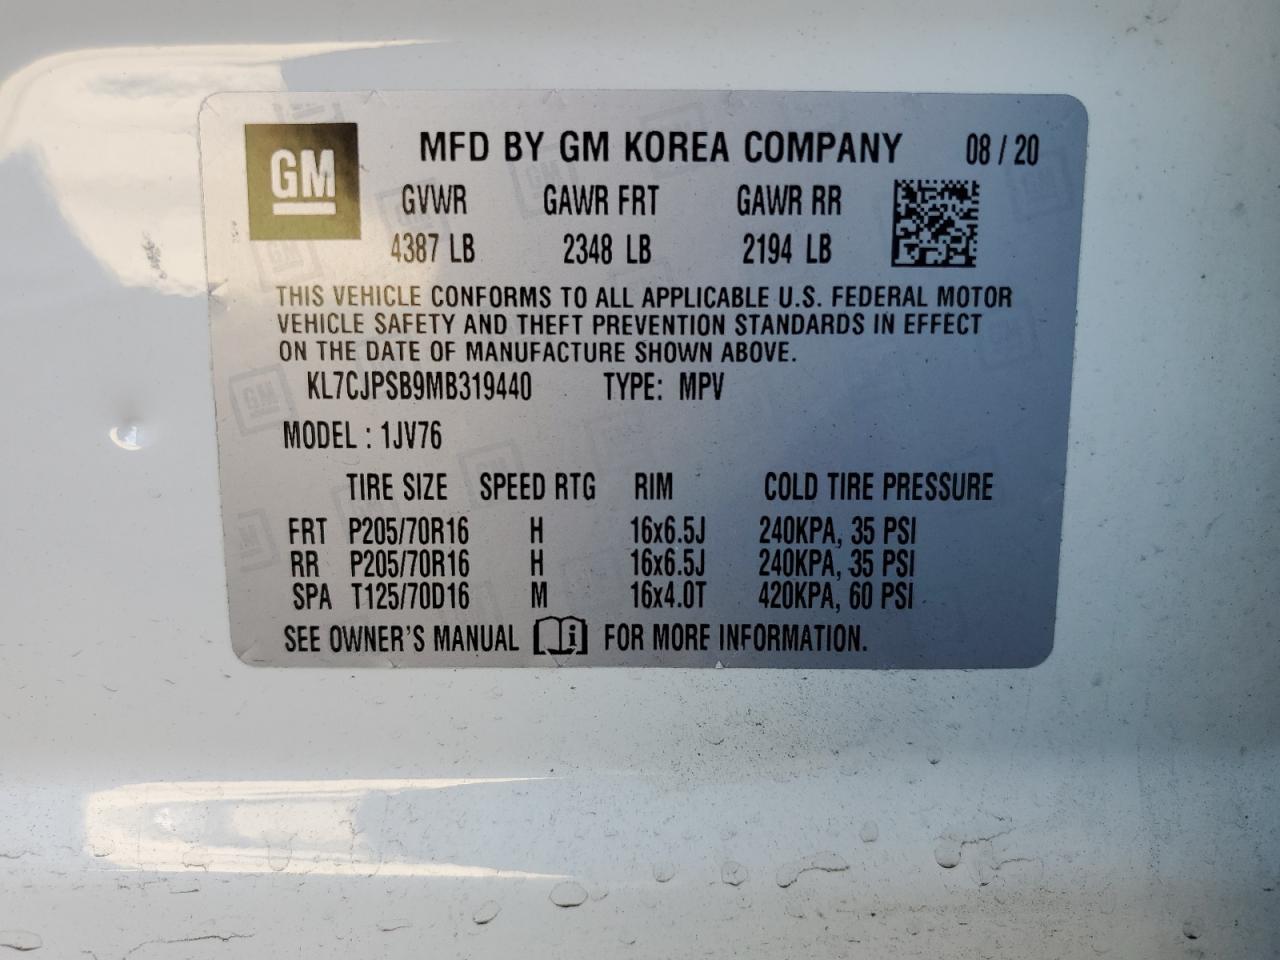 GM MFD BY GM KOREA COMPANY 08 / 20
GVWR GAWR FRT GAWR RR
4387 LB 2348 LB 2194 LB
THIS VEHICLE CONFORMS TO ALL APPLICABLE U.S. FEDERAL MOTOR
VEHICLE SAFETY AND THEFT PREVENTION STANDARDS IN EFFECT
ON THE DATE OF MANUFACTURE SHOWN ABOVE.
KL7CJPSB9MB319440 TYPE: MPV
MODEL : 1JV76
TIRE SIZE SPEED RTG RIM COLD TIRE PRESSURE
FRT P205/70R16 H 16x6.5J 240KPA, 35 PSI
RR P205/70R16 H 16x6.5J 240KPA, 35 PSI
SPA T125/70D16 M 16x4.0T 420KPA, 60 PSI
SEE OWNER'S MANUAL i FOR MORE INFORMATION.